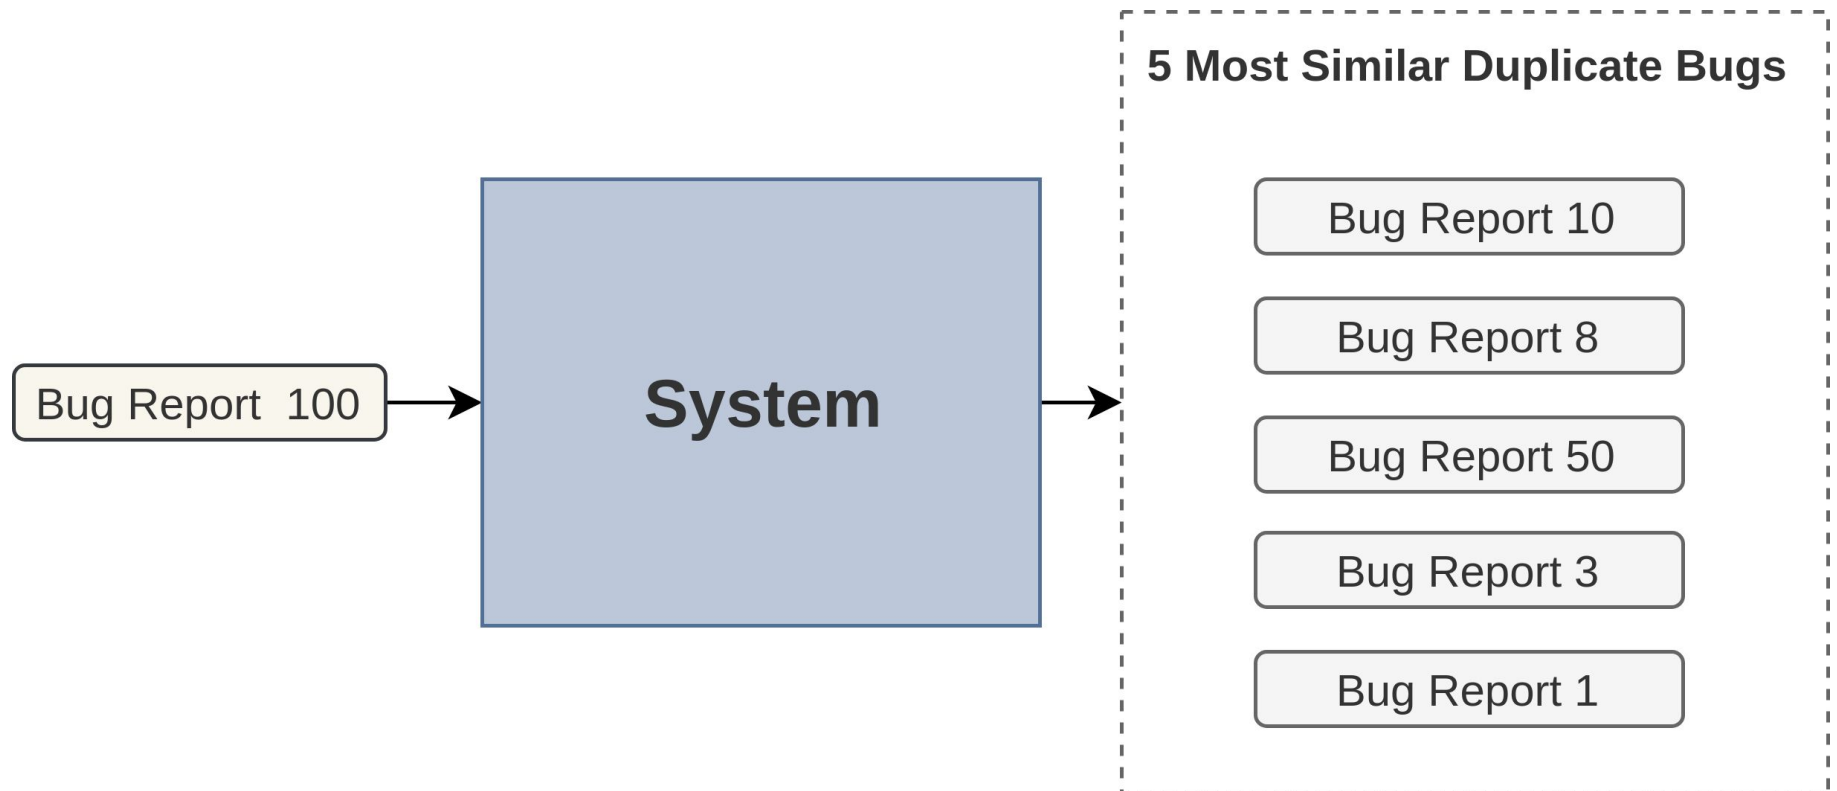 5 Most Similar Duplicate Bugs
Bug Report 10
Bug Report 8
Bug Report 100
System
Bug Report 50
Bug Report 3
Bug Report 1